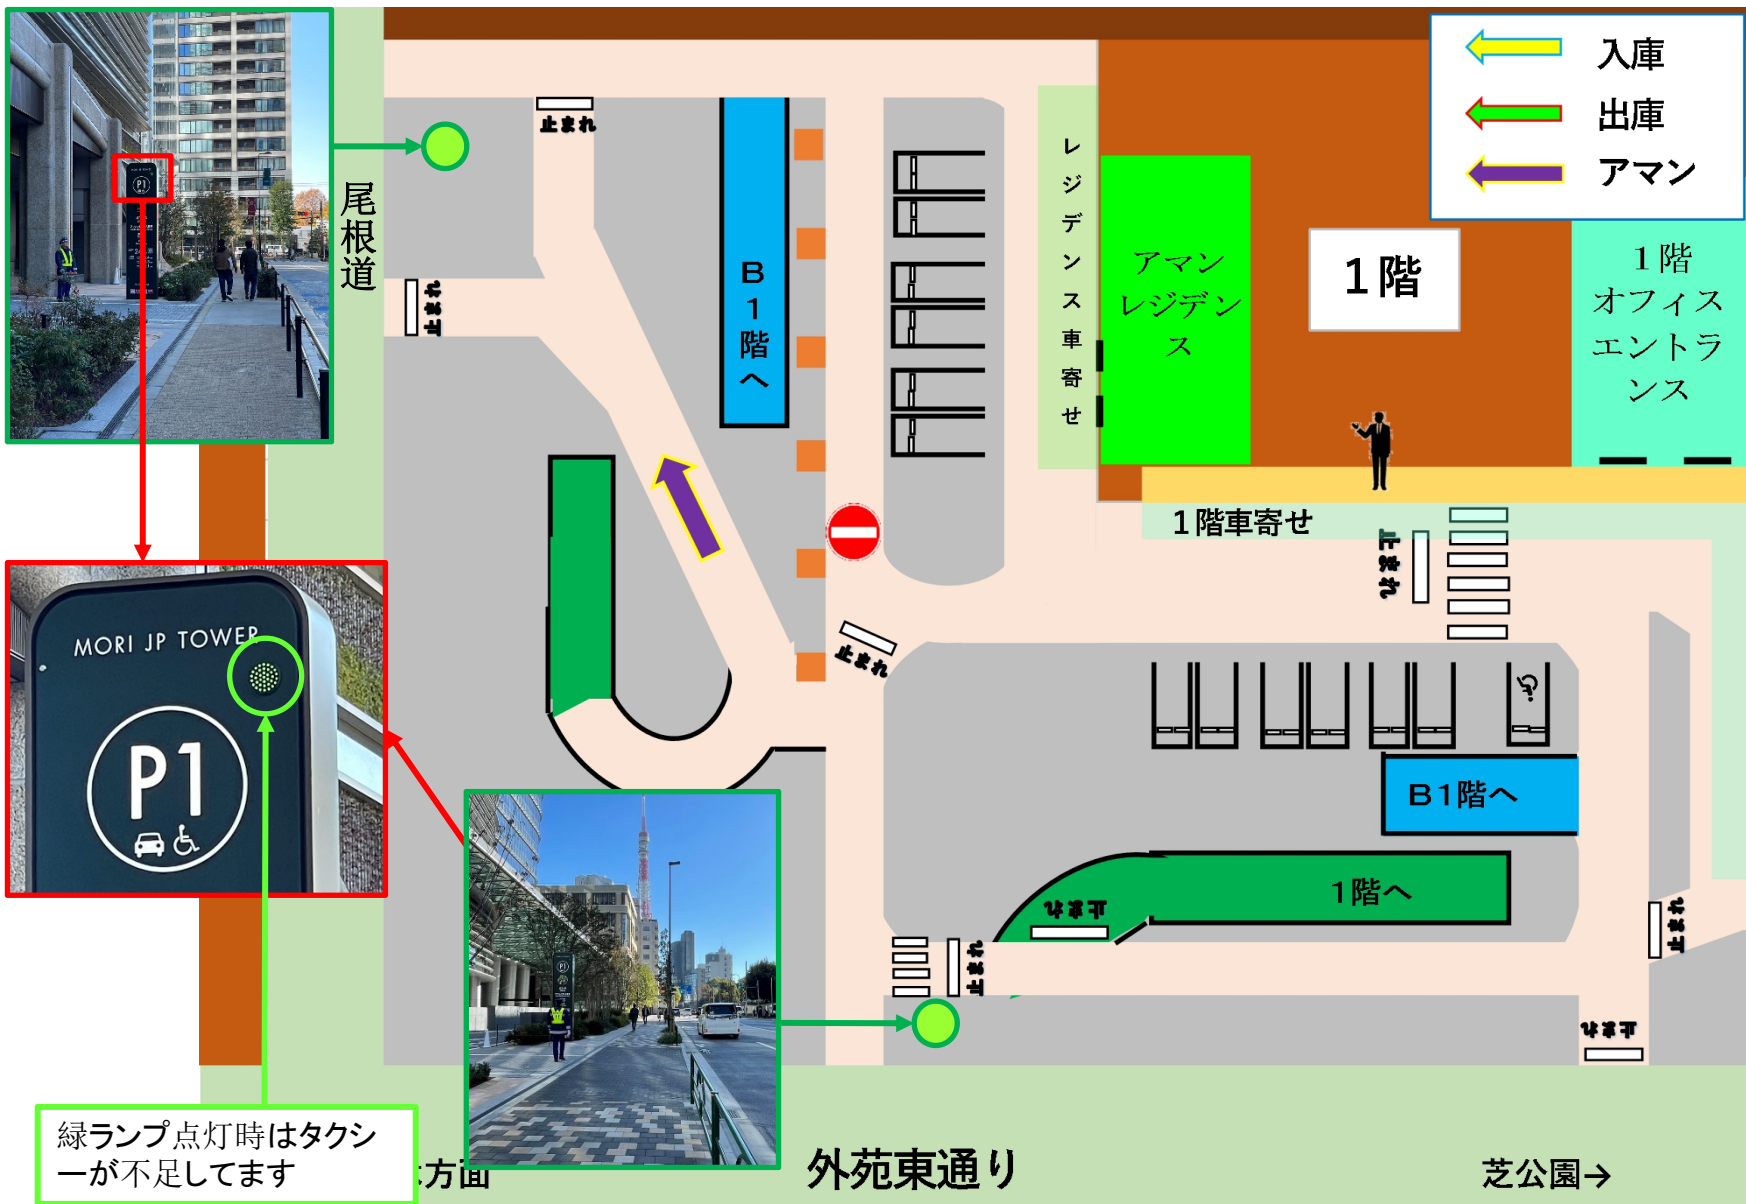 入庫
出庫
アマン
止まれ
尾根道
止まれ
B1階へ
レジデンス車寄せ
アマン
レジデン
ス
1階
1階
オフィス
エントラ
ンス
1階車寄せ
止まれ
止まれ
P1
MORI JP TOWER
P1
B1階へ
1階へ
止まれ
止まれ
止まれ
止まれ
P1
緑ランプ点灯時はタクシ
ーが不足してます
方面
外苑東通り
芝公園→